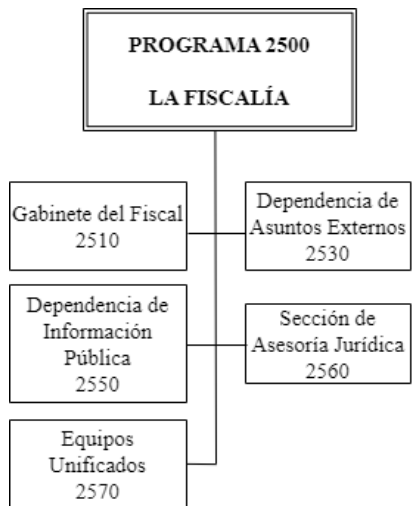 PROGRAMA 2500
LA FISCALÍA
Gabinete del Fiscal
2510
Dependencia de
Asuntos Externos
2530
Dependencia de
Información
Pública
2550
Sección de
Asesoría Jurídica
2560
Equipos
Unificados
2570